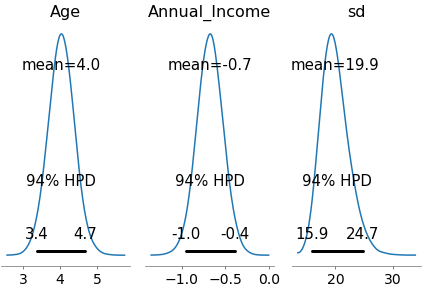 Age
mean=4.0
94% HPD
3.4 4.7
3 4 5
Annual_Income
mean=-0.7
94% HPD
-1.0 -0.4
−1.0 −0.5 0.0
sd
mean=19.9
94% HPD
15.9 24.7
20 30